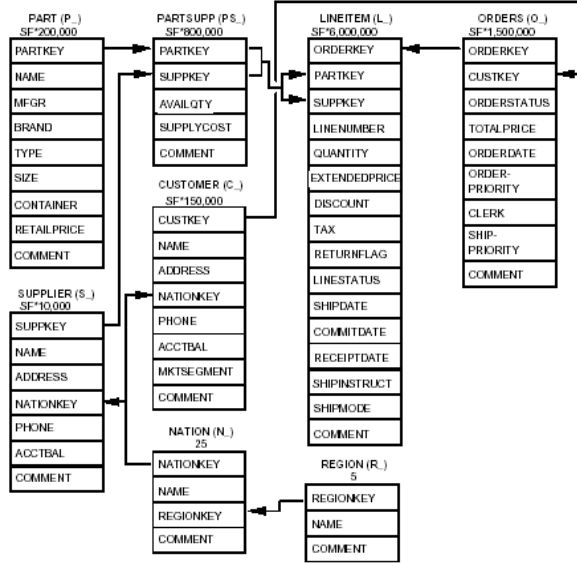 PART (P_)
SF*200,000
PARTKEY
NAME
MFGR
BRAND
TYPE
SIZE
CONTAINER
RETAILPRICE
COMMENT
SUPPLIER (S_)
SF*10,000
SUPPKEY
NAME
ADDRESS
NATIONKEY
PHONE
ACCTBAL
COMMENT
PARTSUPP (PS_)
SF*800,000
PARTKEY
SUPPKEY
AVAILQTY
SUPPLYCOST
COMMENT
CUSTOMER (C_)
SF*150,000
CUSTKEY
NAME
ADDRESS
NATIONKEY
PHONE
ACCTBAL
MKTSEGMENT
COMMENT
NATION (N_)
25
NATIONKEY
NAME
REGIONKEY
COMMENT
LINEITEM (L_)
SF*6,000,000
ORDERKEY
PARTKEY
SUPPKEY
LINENUMBER
QUANTITY
EXTENDEDPRICE
DISCOUNT
TAX
RETURNFLAG
LINESTATUS
SHIPDATE
COMMITDATE
RECEIPTDATE
SHIPINSTRUCT
SHIPMODE
COMMENT
REGION (R_)
5
REGIONKEY
NAME
COMMENT
ORDERS (O_)
SF*1,500,000
ORDERKEY
CUSTKEY
ORDERSTATUS
TOTALPRICE
ORDERDATE
ORDER-
PRIORITY
CLERK
SHIP-
PRIORITY
COMMENT